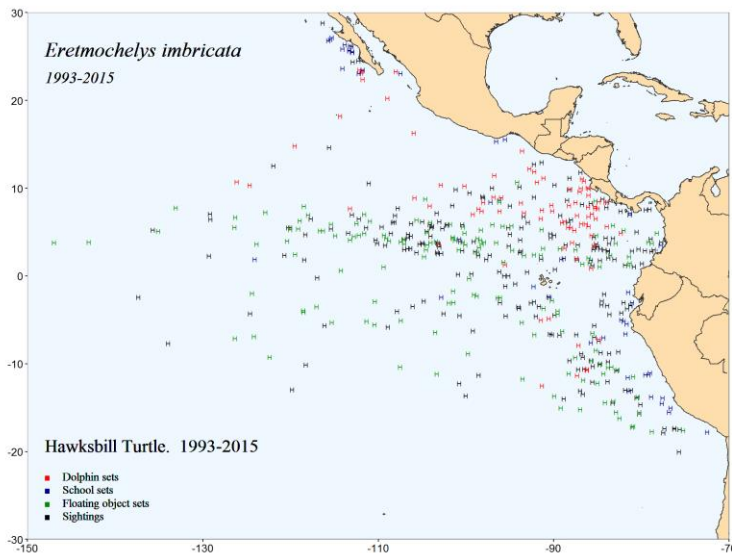 Eretmochelys imbricata
1993-2015
30
20
10
0
-10
-20
-30
Hawksbill Turtle. 1993-2015
Dolphin sets
School sets
Floating object sets
Sightings
-150
-130
-110
-90
-70